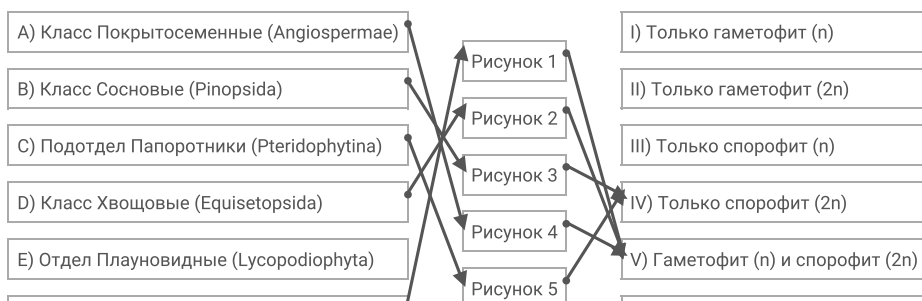 A) Класс Покрытосеменные (Angiospermae)
B) Класс Сосновые (Pinopsida)
C) Подотдел Папоротники (Pteridophytina)
D) Класс Хвощовые (Equisetopsida)
E) Отдел Плауновидные (Lycopodiophyta)
Рисунок 1
Рисунок 2
Рисунок 3
Рисунок 4
Рисунок 5
I) Только гаметофит (n)
II) Только гаметофит (2n)
III) Только спорофит (n)
IV) Только спорофит (2n)
V) Гаметофит (n) и спорофит (2n)